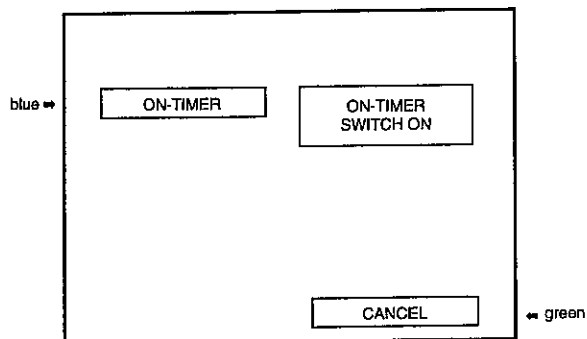 blue ➡ ON-TIMER
ON-TIMER
SWITCH ON
CANCEL
⬅ green